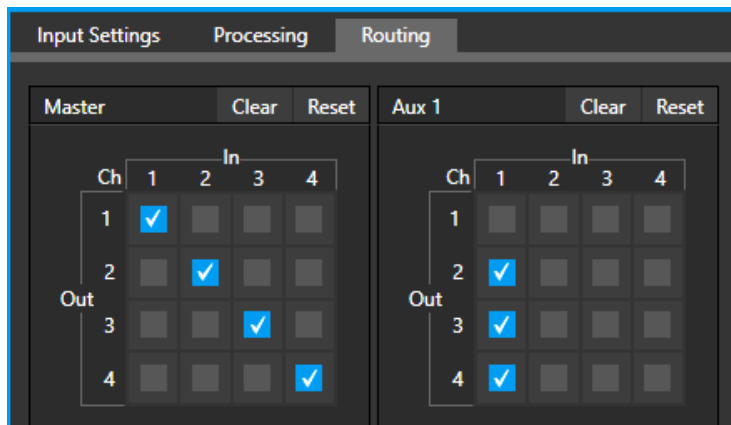 Input Settings Processing Routing
Master Clear Reset Aux 1 Clear Reset
In In
Ch 1 2 3 4 Ch 1 2 3 4
1 1
2 2
Out Out
3 3
4 4